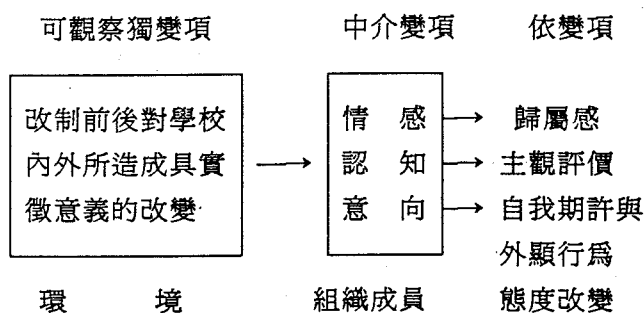 可觀察獨變項
中介變項
依變項
改制前後對學校
內外所造成具實
徵意義的改變
情 感
認 知
意 向
歸屬感
主觀評價
自我期許與
外顯行為
環 境
組織成員
態度改變